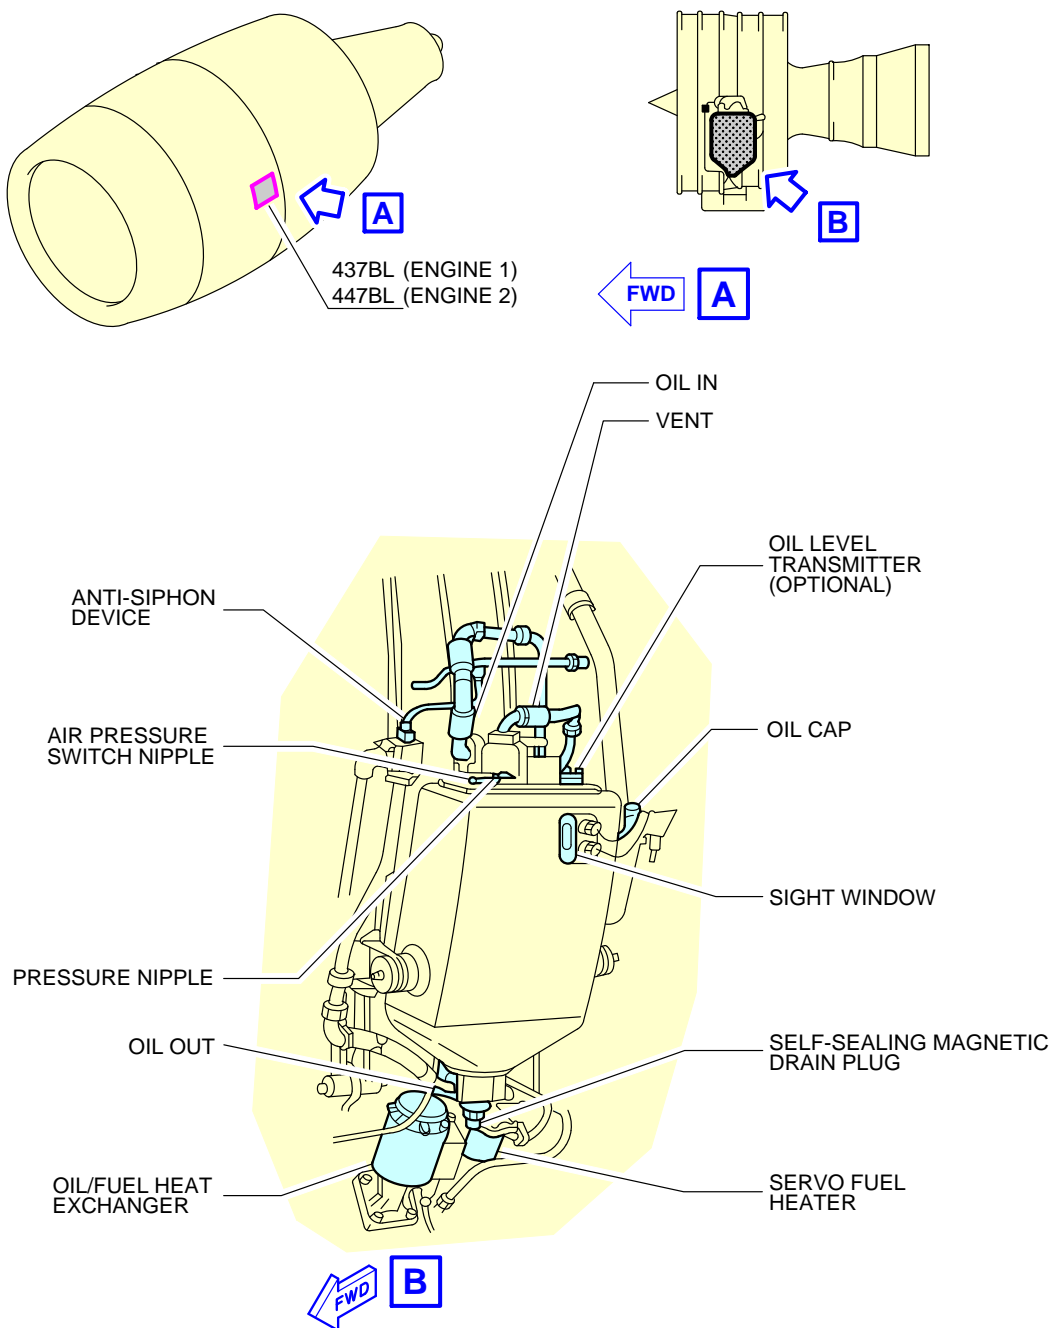 A
B
437BL (ENGINE 1)
447BL (ENGINE 2)
FWD
A
OIL IN
VENT
OIL LEVEL
TRANSMITTER
(OPTIONAL)
ANTI-SIPHON
DEVICE
OIL CAP
AIR PRESSURE
SWITCH NIPPLE
SIGHT WINDOW
PRESSURE NIPPLE
OIL OUT
SELF-SEALING MAGNETIC
DRAIN PLUG
OIL/FUEL HEAT
EXCHANGER
SERVO FUEL
HEATER
FWD
B